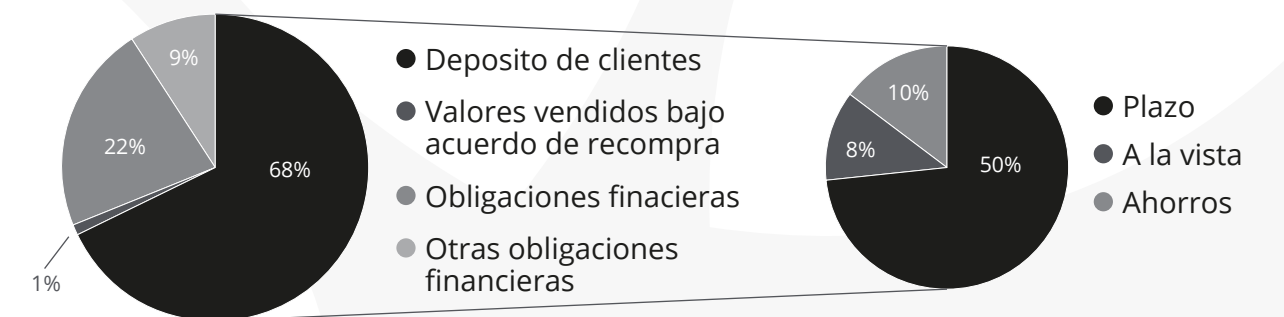 9%
22%
68%
1%
Deposito de clientes
Valores vendidos bajo
acuerdo de recompra
Obligaciones finacieras
Otras obligaciones
financieras
10%
8%
50%
Plazo
A la vista
Ahorros